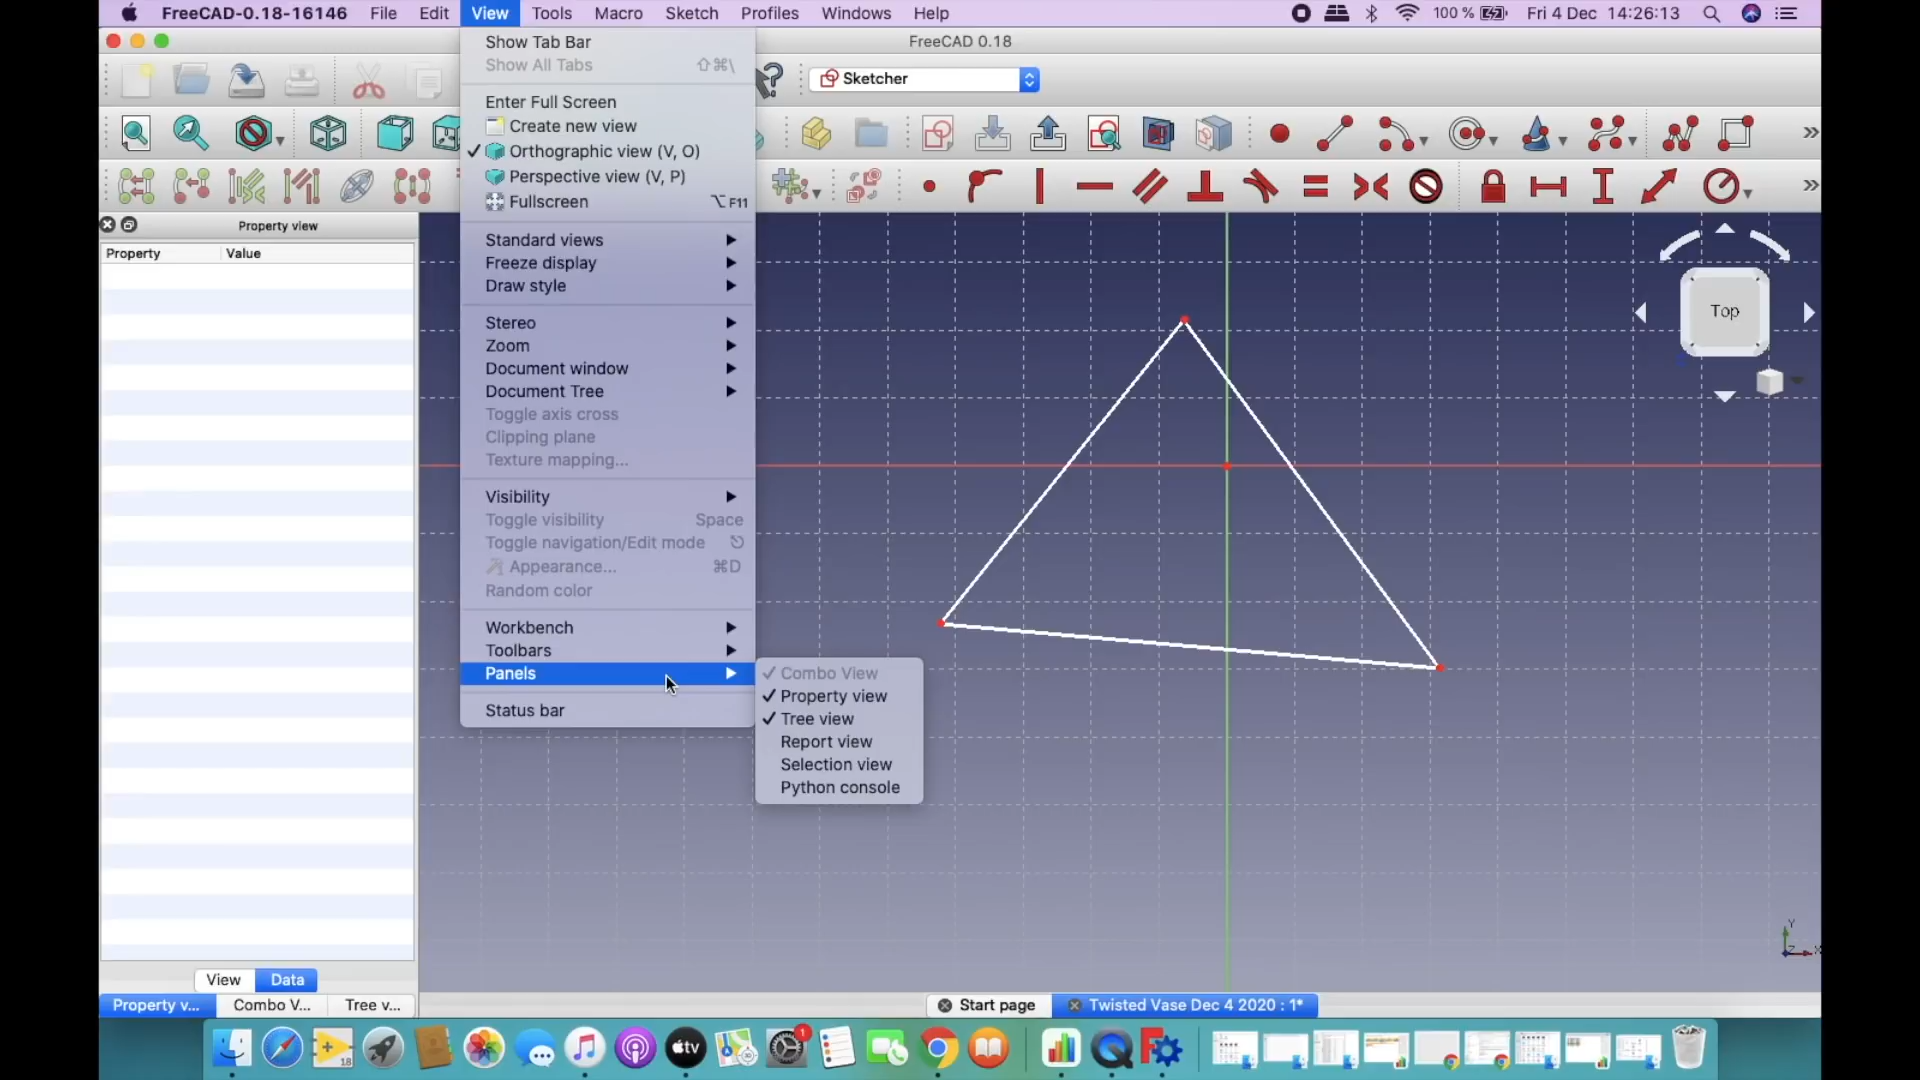 FreeCAD-0.18-16146 File Edit View Tools Macro Sketch Profiles Windows Help 100 % Fri 4 Dec 14:26:13
FreeCAD 0.18
Show Tab Bar
Show All Tabs ⇧⌘\
Sketcher
Enter Full Screen
Create new view
Orthographic view (V, O)
Perspective view (V, P)
Fullscreen ⌥F11
Property view
Property Value
Standard views
Freeze display
Draw style
Stereo
Zoom
Document window
Document Tree
Toggle axis cross
Clipping plane
Texture mapping...
Visibility
Toggle visibility Space
Toggle navigation/Edit mode
Appearance... ⌘D
Random color
Workbench
Toolbars
Panels
Status bar
Combo View
Property view
Tree view
Report view
Selection view
Python console
Top
Y
Z X
View Data
Property v... Combo V... Tree v...
Start page Twisted Vase Dec 4 2020 : 1*
18
tv
1